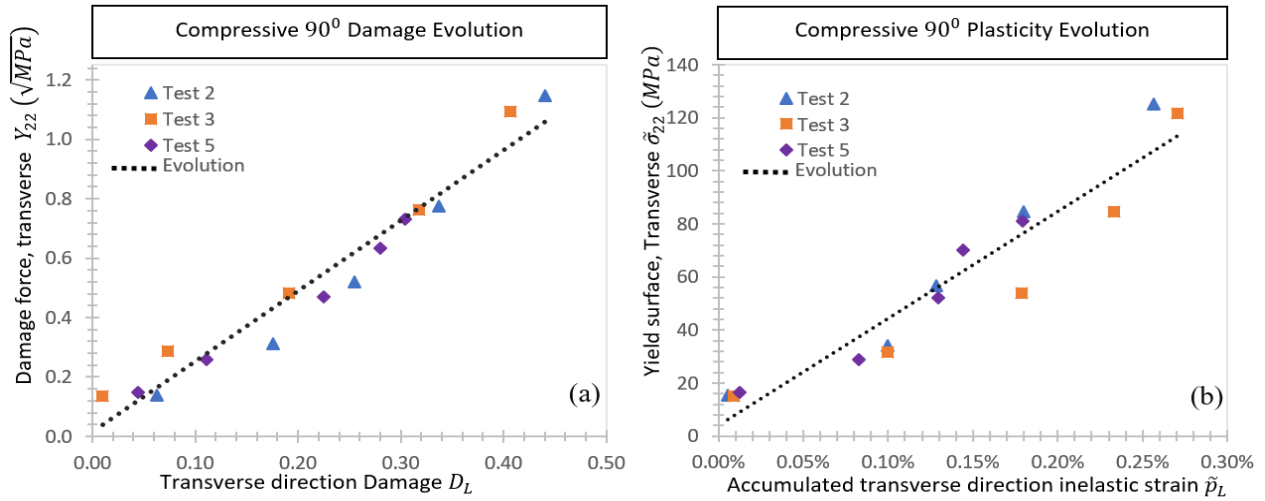 Compressive 90⁰ Damage Evolution
Damage force, transverse Y₂₂ (√MPa)
1.2
1.0
0.8
0.6
0.4
0.2
0.0
Test 2
Test 3
Test 5
Evolution
(a)
0.00
0.10
0.20
0.30
0.40
0.50
Transverse direction Damage D_L
Compressive 90⁰ Plasticity Evolution
Yield surface, Transverse σ̃₂₂ (MPa)
140
120
100
80
60
40
20
0
Test 2
Test 3
Test 5
Evolution
(b)
0.00%
0.05%
0.10%
0.15%
0.20%
0.25%
0.30%
Accumulated transverse direction inelastic strain p̃_L